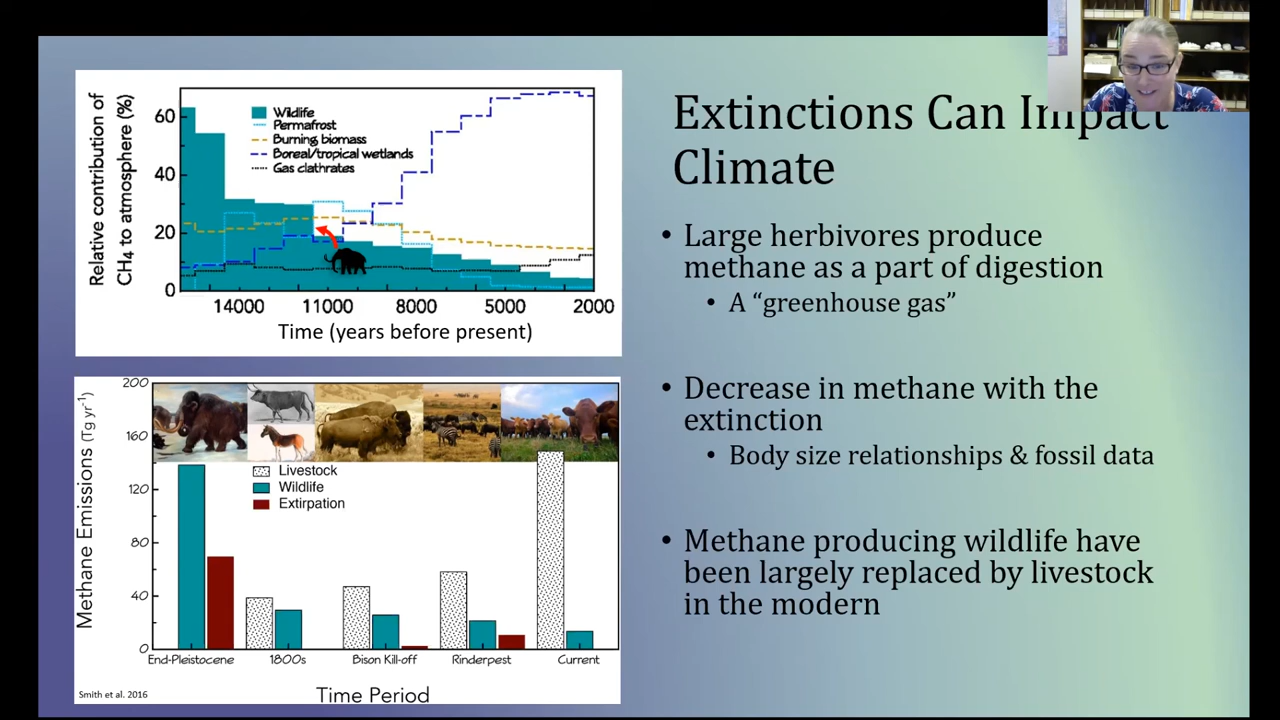 Relative contribution of
CH4 to atmosphere (%)
60
40
20
0
Wildlife
Permafrost
Burning biomass
Boreal/tropical wetlands
Gas clathrates
14000 11000 8000 5000 2000
Time (years before present)
Methane Emissions (Tg yr⁻¹)
200
160
120
80
40
0
Livestock
Wildlife
Extirpation
End-Pleistocene 1800s Bison Kill-off Rinderpest Current
Time Period
Smith et al. 2016
Extinctions Can Impact
Climate
• Large herbivores produce
methane as a part of digestion
• A “greenhouse gas”
• Decrease in methane with the
extinction
• Body size relationships & fossil data
• Methane producing wildlife have
been largely replaced by livestock
in the modern